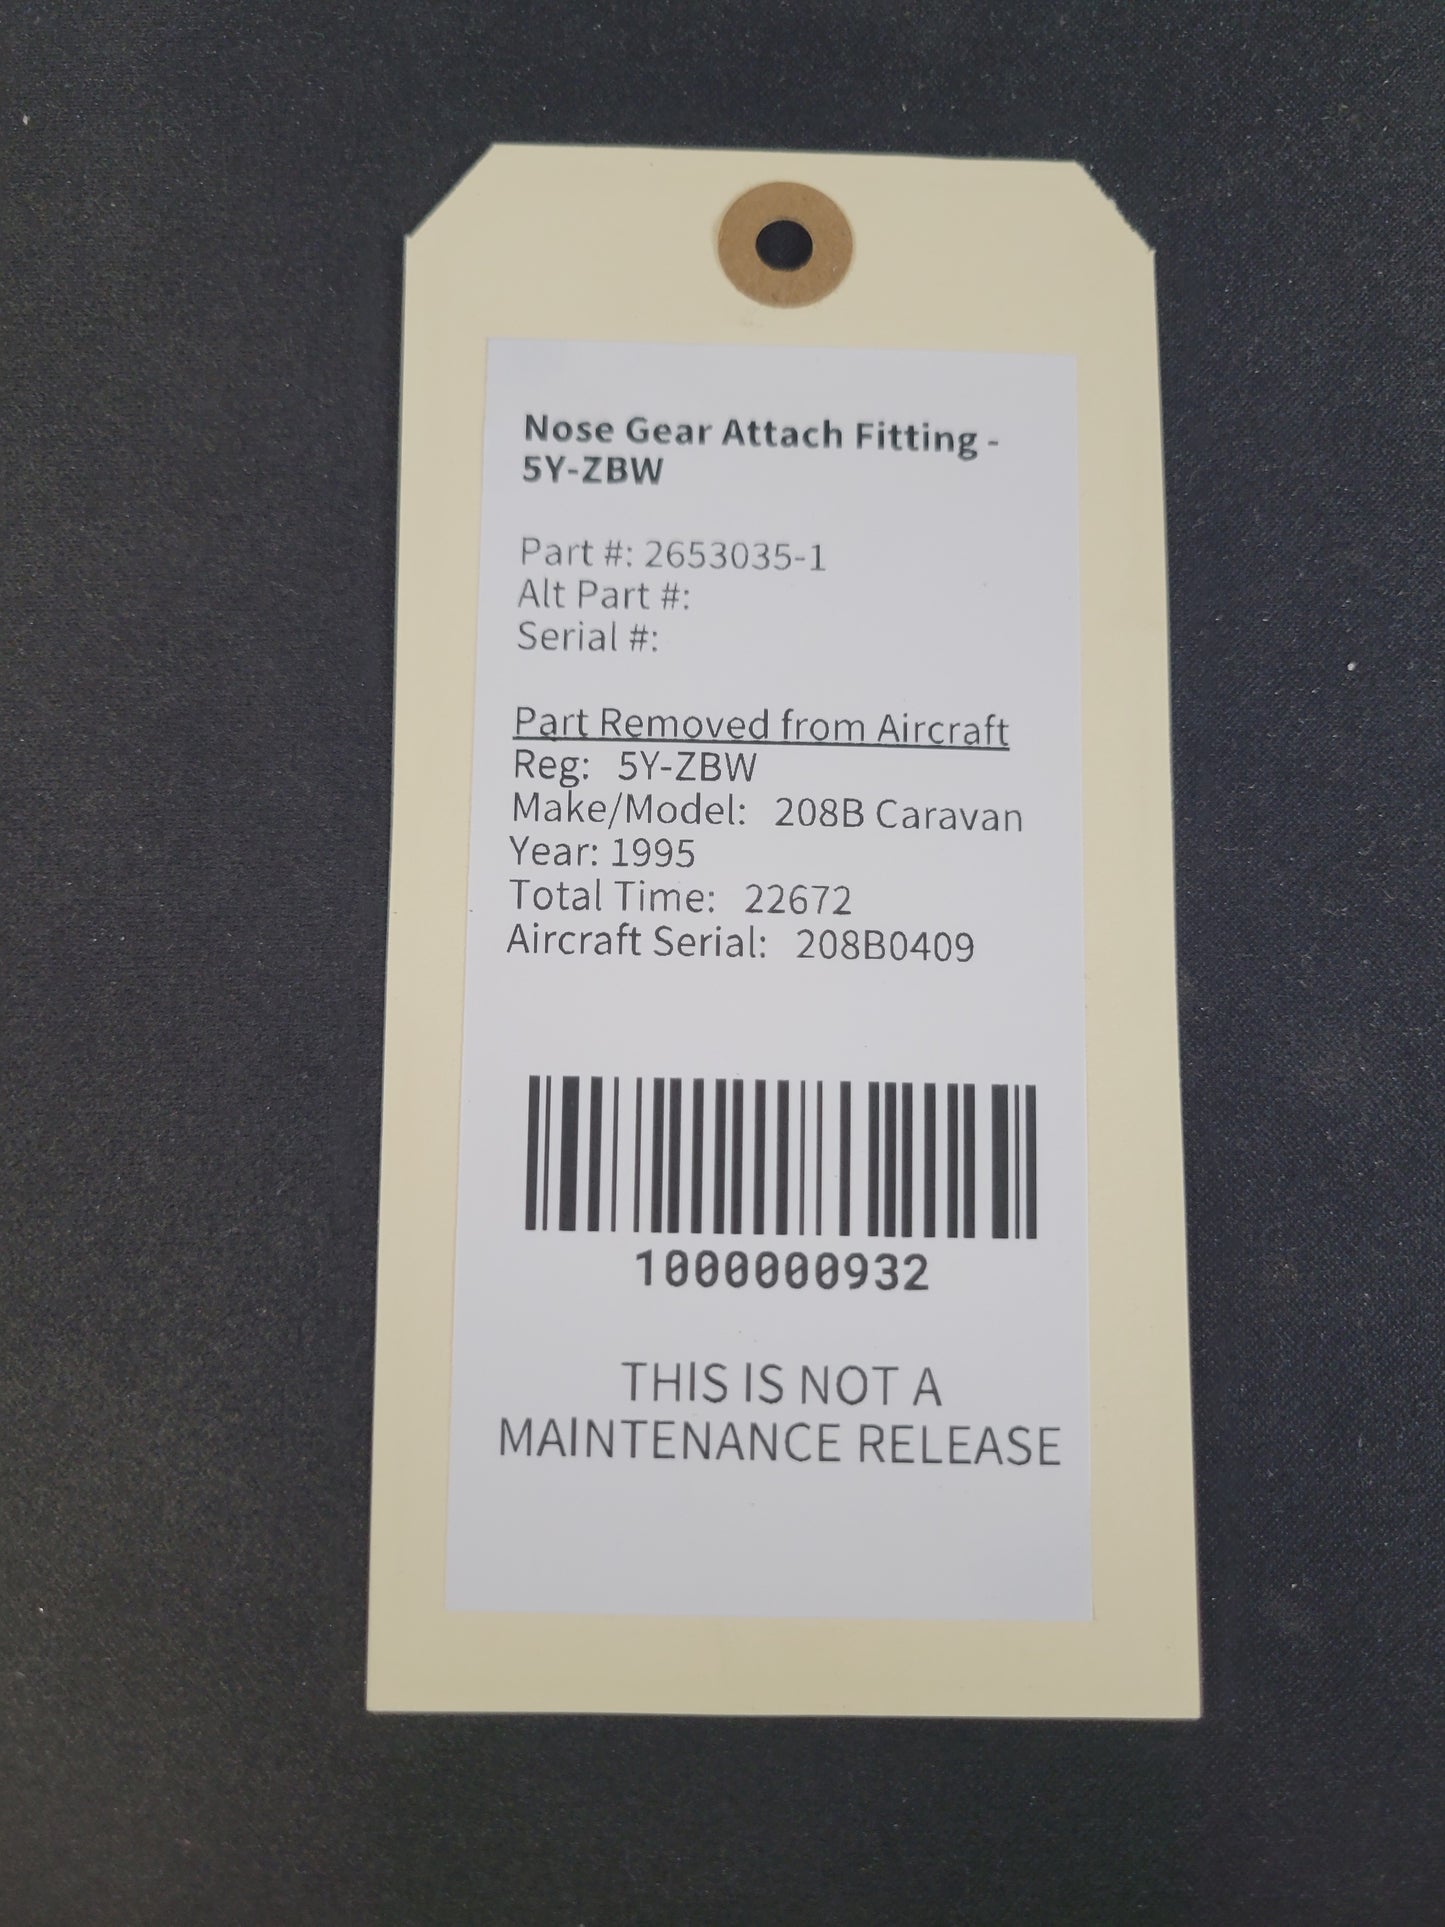 Nose Gear Attach Fitting -
5Y-ZBW
Part #: 2653035-1
Alt Part #:
Serial #:
Part Removed from Aircraft
Reg: 5Y-ZBW
Make/Model: 208B Caravan
Year: 1995
Total Time: 22672
Aircraft Serial: 208B0409
1000000932
THIS IS NOT A
MAINTENANCE RELEASE